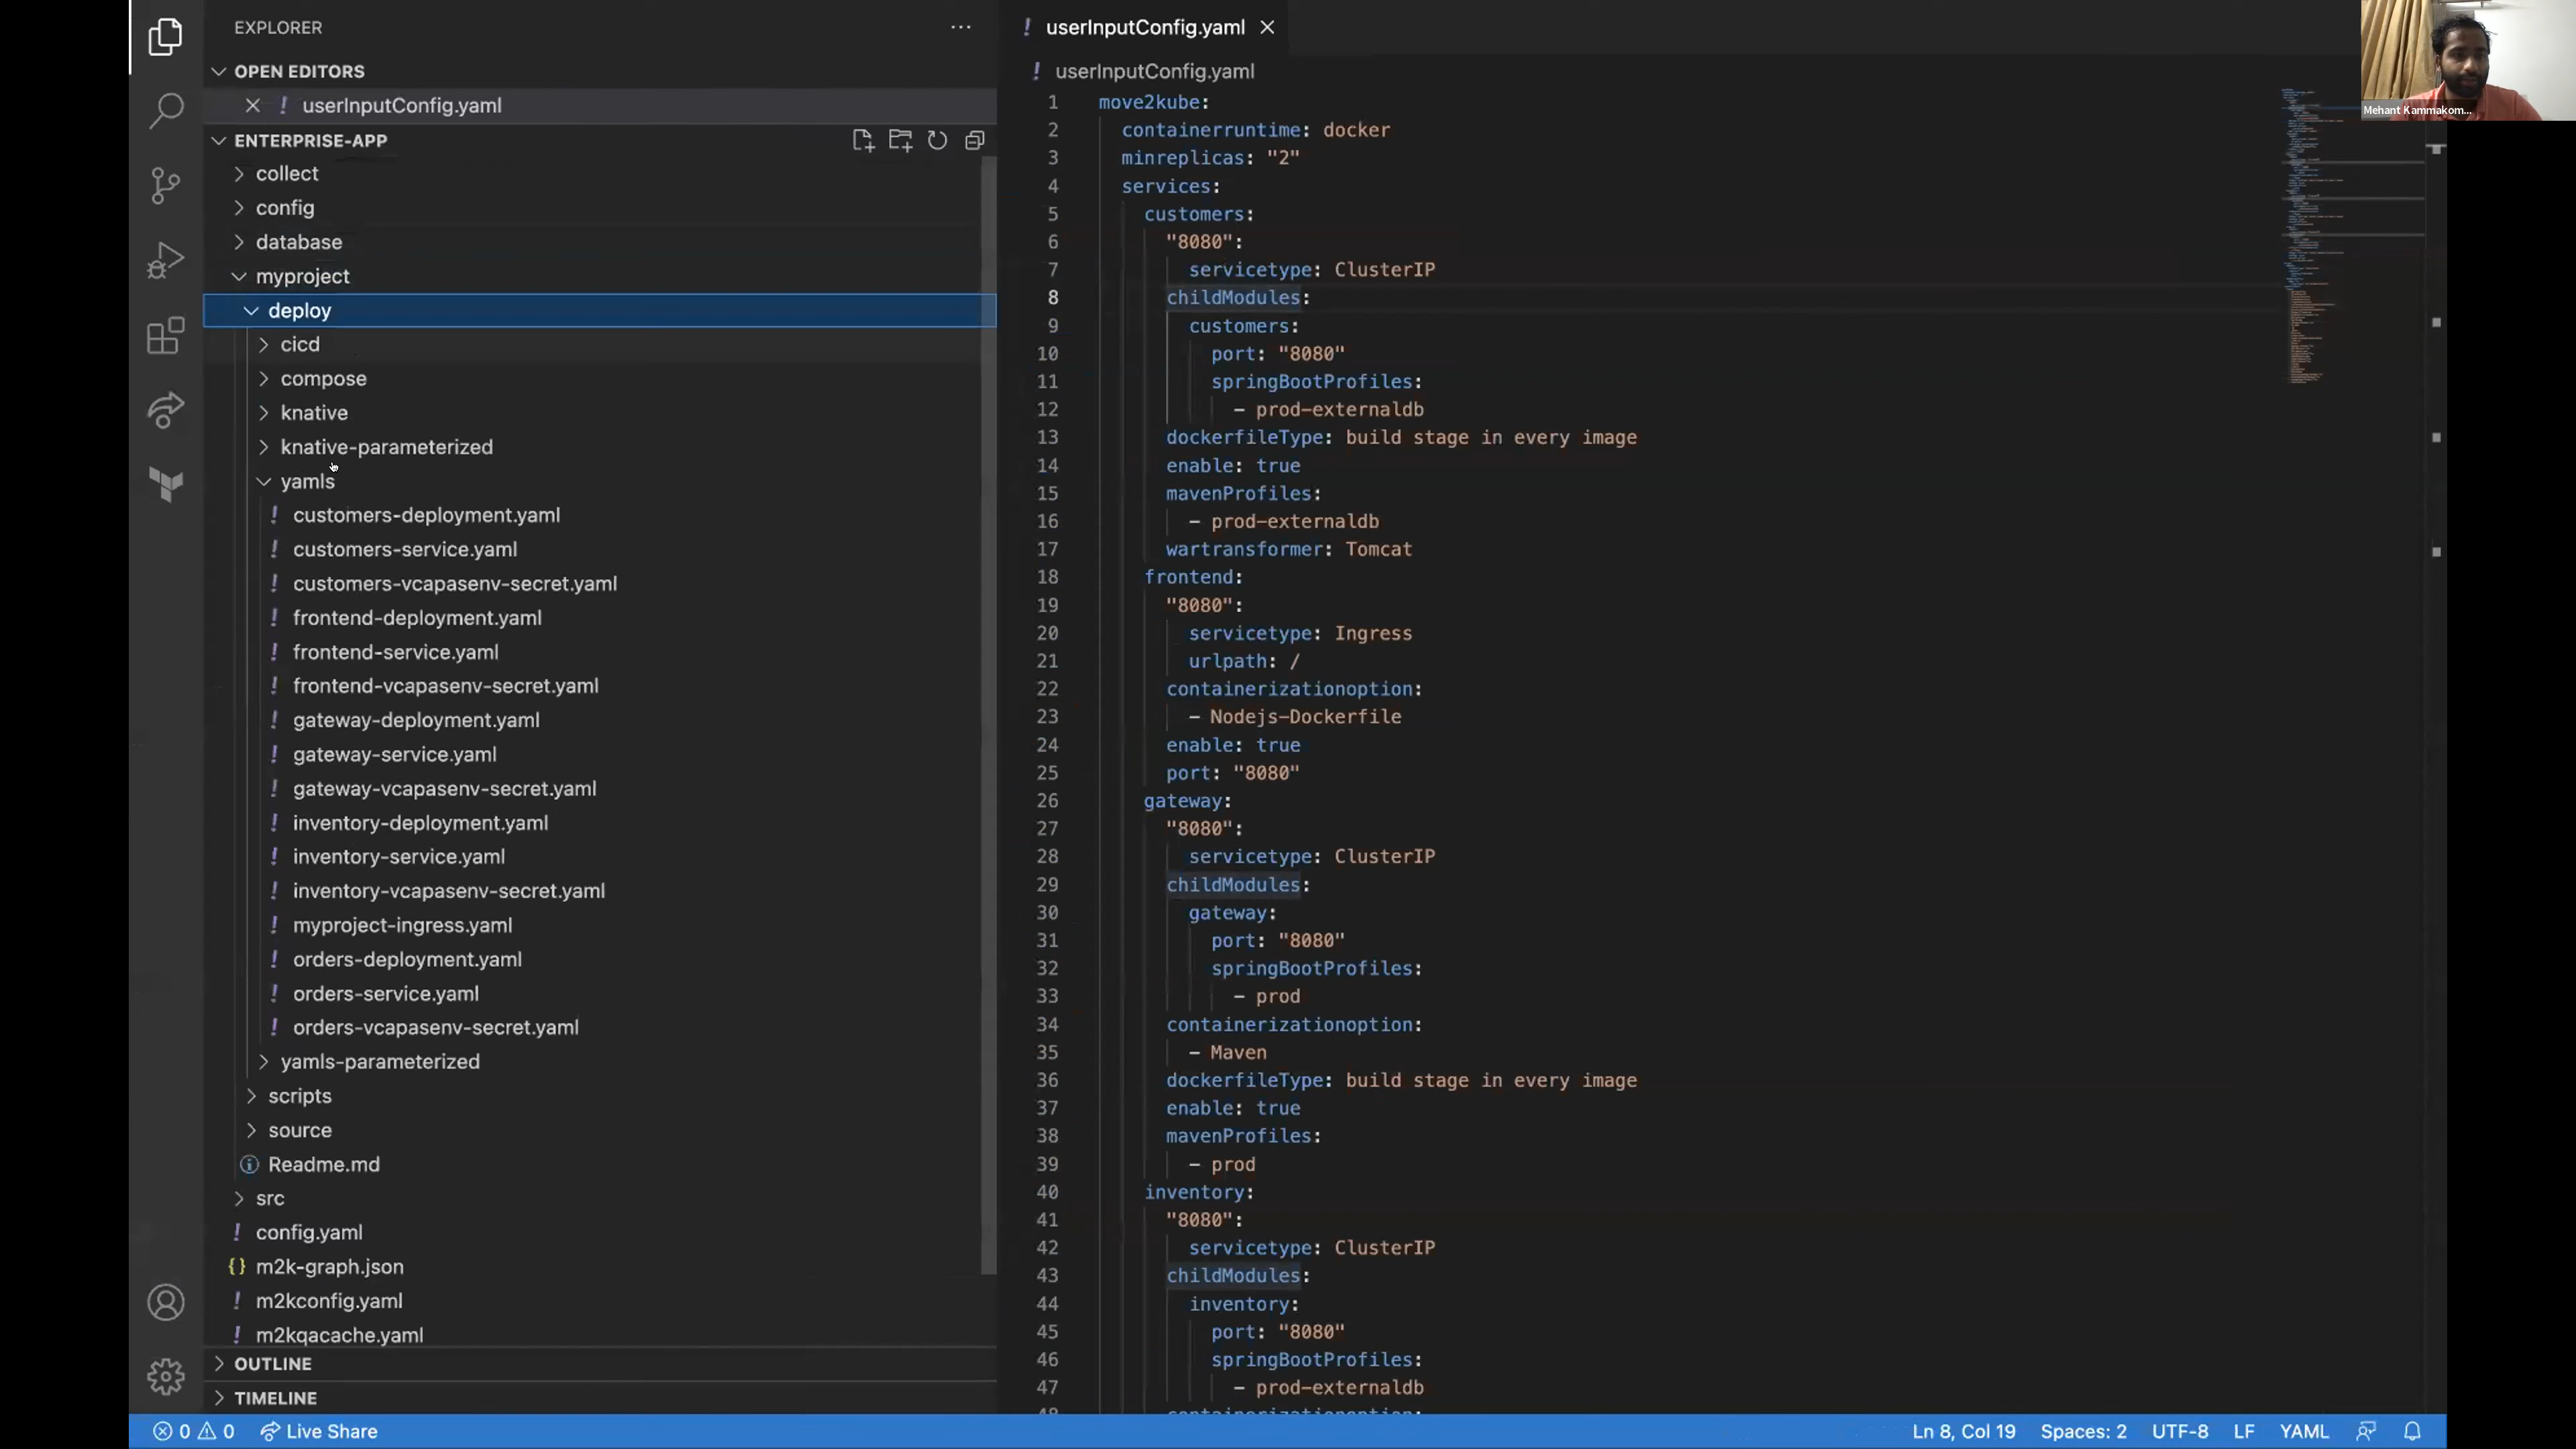 EXPLORER
OPEN EDITORS
userInputConfig.yaml
ENTERPRISE-APP
collect
config
database
myproject
deploy
cicd
compose
knative
knative-parameterized
yamls
customers-deployment.yaml
customers-service.yaml
customers-vcapasenv-secret.yaml
frontend-deployment.yaml
frontend-service.yaml
frontend-vcapasenv-secret.yaml
gateway-deployment.yaml
gateway-service.yaml
gateway-vcapasenv-secret.yaml
inventory-deployment.yaml
inventory-service.yaml
inventory-vcapasenv-secret.yaml
myproject-ingress.yaml
orders-deployment.yaml
orders-service.yaml
orders-vcapasenv-secret.yaml
yamls-parameterized
scripts
source
Readme.md
src
config.yaml
{} m2k-graph.json
m2kconfig.yaml
m2kqacache.yaml
OUTLINE
TIMELINE
! userInputConfig.yaml
! userInputConfig.yaml
1 move2kube:
2 containerruntime: docker
3 minreplicas: "2"
4 services:
5 customers:
6 "8080":
7 servicetype: ClusterIP
8 childModules:
9 customers:
10 port: "8080"
11 springBootProfiles:
12 - prod-externaldb
13 dockerfileType: build stage in every image
14 enable: true
15 mavenProfiles:
16 - prod-externaldb
17 wartransformer: Tomcat
18 frontend:
19 "8080":
20 servicetype: Ingress
21 urlpath: /
22 containerizationoption:
23 - Nodejs-Dockerfile
24 enable: true
25 port: "8080"
26 gateway:
27 "8080":
28 servicetype: ClusterIP
29 childModules:
30 gateway:
31 port: "8080"
32 springBootProfiles:
33 - prod
34 containerizationoption:
35 - Maven
36 dockerfileType: build stage in every image
37 enable: true
38 mavenProfiles:
39 - prod
40 inventory:
41 "8080":
42 servicetype: ClusterIP
43 childModules:
44 inventory:
45 port: "8080"
46 springBootProfiles:
47 - prod-externaldb
Mehant Kammakom...
0 0 Live Share
Ln 8, Col 19 Spaces: 2 UTF-8 LF YAML